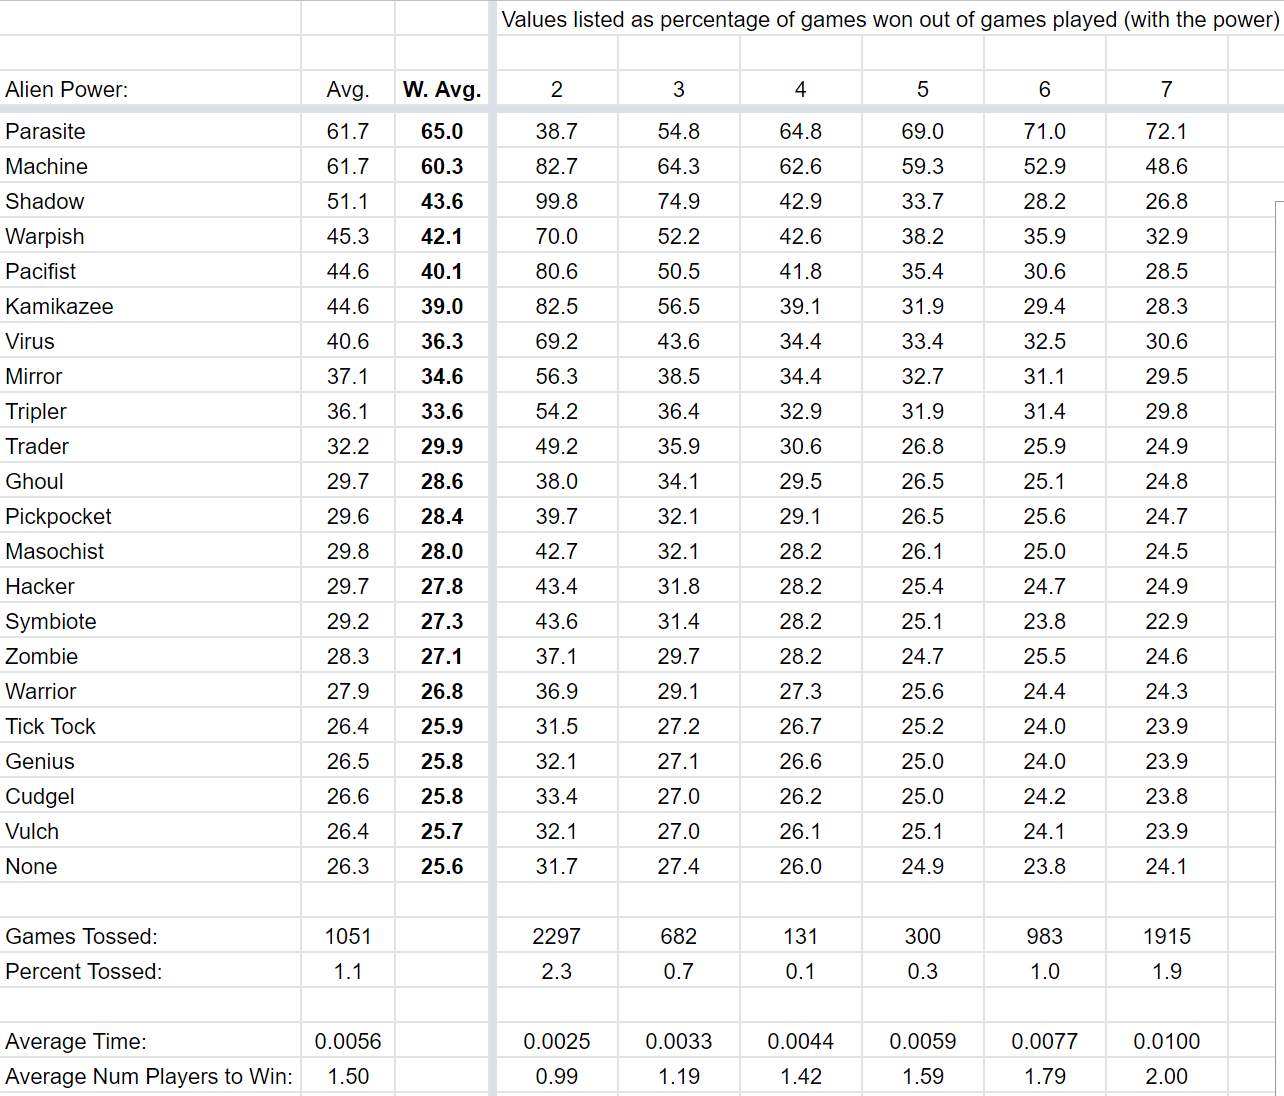 Values listed as percentage of games won out of games played (with the power)
Alien Power: Avg. W. Avg. 2 3 4 5 6 7
Parasite 61.7 65.0 38.7 54.8 64.8 69.0 71.0 72.1
Machine 61.7 60.3 82.7 64.3 62.6 59.3 52.9 48.6
Shadow 51.1 43.6 99.8 74.9 42.9 33.7 28.2 26.8
Warpish 45.3 42.1 70.0 52.2 42.6 38.2 35.9 32.9
Pacifist 44.6 40.1 80.6 50.5 41.8 35.4 30.6 28.5
Kamikazee 44.6 39.0 82.5 56.5 39.1 31.9 29.4 28.3
Virus 40.6 36.3 69.2 43.6 34.4 33.4 32.5 30.6
Mirror 37.1 34.6 56.3 38.5 34.4 32.7 31.1 29.5
Tripler 36.1 33.6 54.2 36.4 32.9 31.9 31.4 29.8
Trader 32.2 29.9 49.2 35.9 30.6 26.8 25.9 24.9
Ghoul 29.7 28.6 38.0 34.1 29.5 26.5 25.1 24.8
Pickpocket 29.6 28.4 39.7 32.1 29.1 26.5 25.6 24.7
Masochist 29.8 28.0 42.7 32.1 28.2 26.1 25.0 24.5
Hacker 29.7 27.8 43.4 31.8 28.2 25.4 24.7 24.9
Symbiote 29.2 27.3 43.6 31.4 28.2 25.1 23.8 22.9
Zombie 28.3 27.1 37.1 29.7 28.2 24.7 25.5 24.6
Warrior 27.9 26.8 36.9 29.1 27.3 25.6 24.4 24.3
Tick Tock 26.4 25.9 31.5 27.2 26.7 25.2 24.0 23.9
Genius 26.5 25.8 32.1 27.1 26.6 25.0 24.0 23.9
Cudgel 26.6 25.8 33.4 27.0 26.2 25.0 24.2 23.8
Vulch 26.4 25.7 32.1 27.0 26.1 25.1 24.1 23.9
None 26.3 25.6 31.7 27.4 26.0 24.9 23.8 24.1
Games Tossed: 1051 2297 682 131 300 983 1915
Percent Tossed: 1.1 2.3 0.7 0.1 0.3 1.0 1.9
Average Time: 0.0056 0.0025 0.0033 0.0044 0.0059 0.0077 0.0100
Average Num Players to Win: 1.50 0.99 1.19 1.42 1.59 1.79 2.00